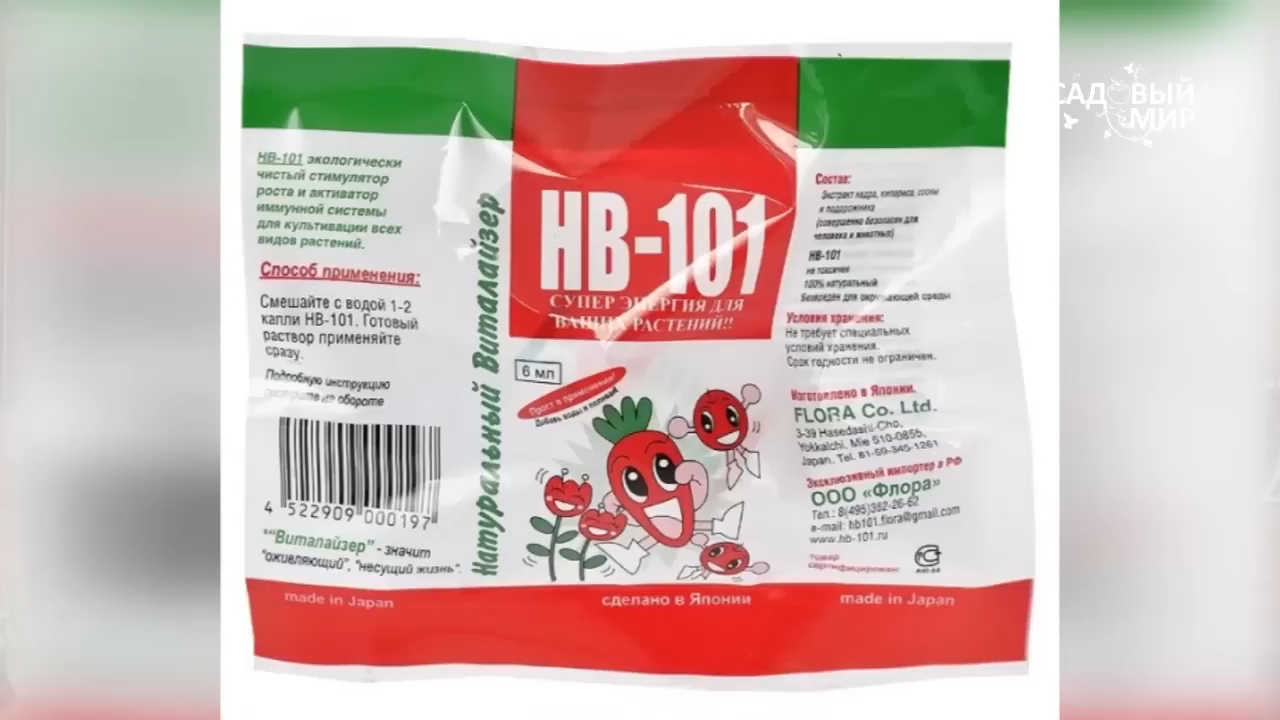 САДОВЫЙ
МИР
НВ-101 экологически
чистый стимулятор
роста и активатор
иммунной системы
для культивации всех
видов растений.
Способ применения:
Смешайте с водой 1-2
капли НВ-101. Готовый
раствор применяйте
сразу.
Подробную инструкцию
смотрите на обороте
4 522909 000197
"Виталайзер" - значит
"оживляющий", "несущий жизнь".
Натуральный Виталайзер
НВ-101
СУПЕР ЭНЕРГИЯ ДЛЯ
ВАШИХ РАСТЕНИЙ!!
6 мл
Прост в применении!
Добавь воды и поливай!
Состав:
Экстракт кедра, кипариса, сосны
и подорожника
(совершенно безопасен для
человека и животных)
НВ-101
не токсичен
100% натуральный
Безвреден для окружающей среды
Условия хранения:
Не требует специальных
условий хранения.
Срок годности не ограничен.
Изготовлено в Японии.
FLORA Co. Ltd.
3-39 Hasedashi-Cho,
Yokkaichi, Mie 510-0855,
Japan. Tel. 81-59-345-1261
Эксклюзивный импортер в РФ
ООО «Флора»
Тел.: 8(495)382-26-62
e-mail: hb101.flora@gmail.com
www.hb-101.ru
товар
сертифицирован
made in Japan
сделано в Японии
made in Japan